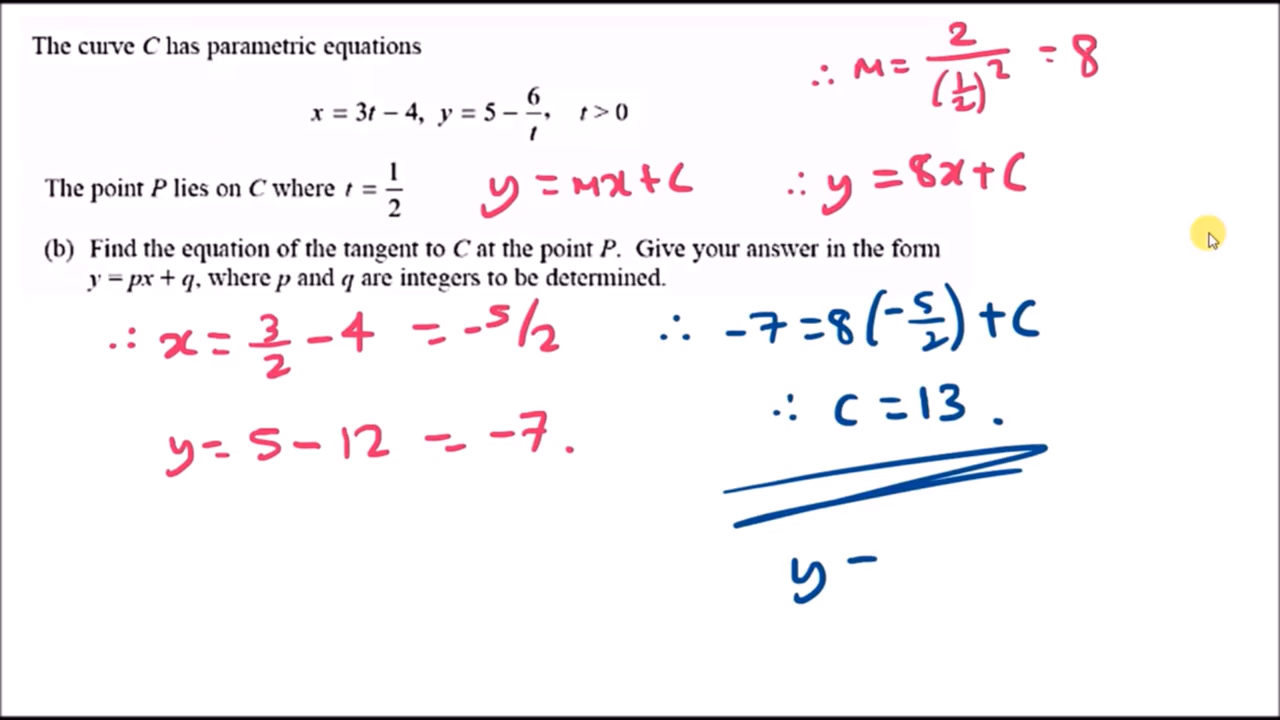 The curve C has parametric equations
x = 3t − 4, y = 5 − 6/t, t > 0
The point P lies on C where t = 1/2
(b) Find the equation of the tangent to C at the point P. Give your answer in the form
y = px + q, where p and q are integers to be determined.
∴ m = 2/(1/2)² = 8
y = mx + c
∴ y = 8x + c
∴ x = 3/2 − 4 = −5/2
y = 5 − 12 = −7.
∴ −7 = 8(−5/2) + c
∴ c = 13.
y −